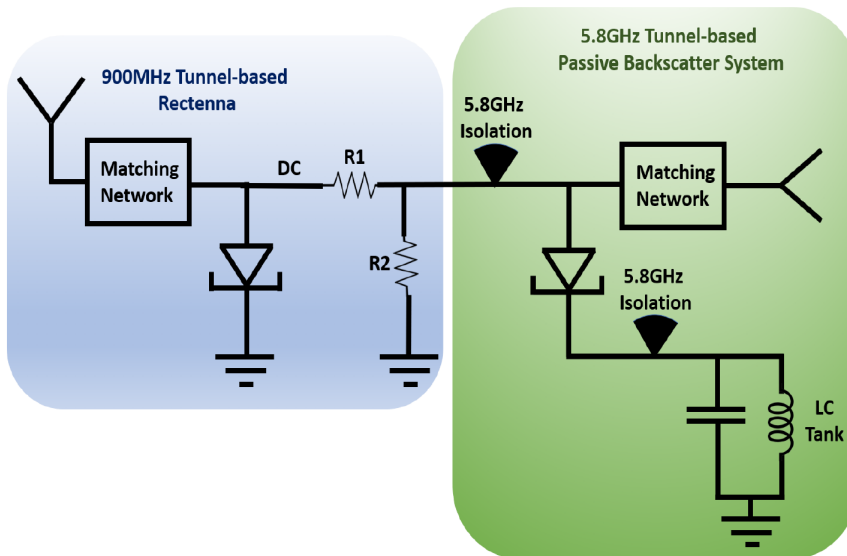 900MHz Tunnel-based
Rectenna
Matching
Network
DC
R1
R2
5.8GHz Tunnel-based
Passive Backscatter System
5.8GHz
Isolation
Matching
Network
5.8GHz
Isolation
LC
Tank